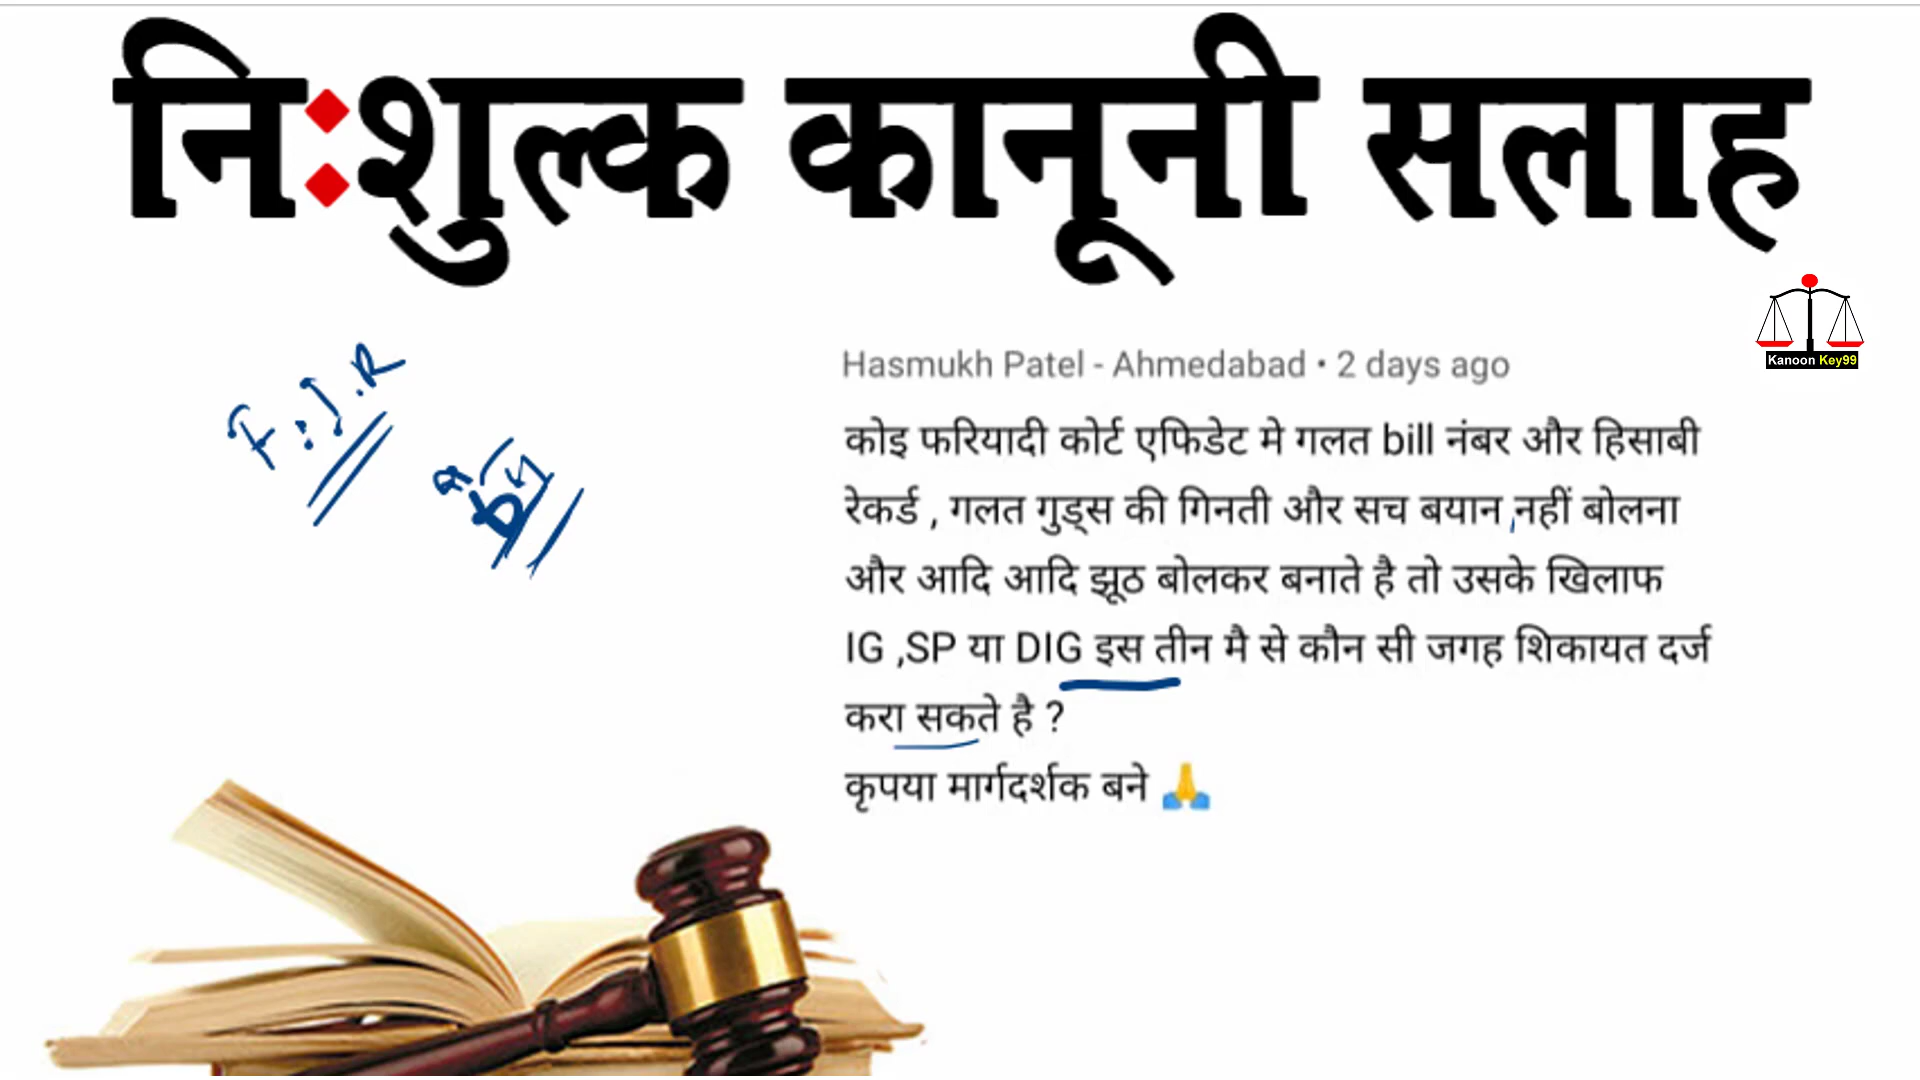 नि:शुल्क कानूनी सलाह
Kanoon Key99
F.I.R
Hasmukh Patel - Ahmedabad • 2 days ago
कोइ फरियादी कोर्ट एफिडेट मे गलत bill नंबर और हिसाबी
रेकर्ड , गलत गुड्स की गिनती और सच बयान नहीं बोलना
और आदि आदि झूठ बोलकर बनाते है तो उसके खिलाफ
IG ,SP या DIG इस तीन मै से कौन सी जगह शिकायत दर्ज
करा सकते है ?
कृपया मार्गदर्शक बने 🙏